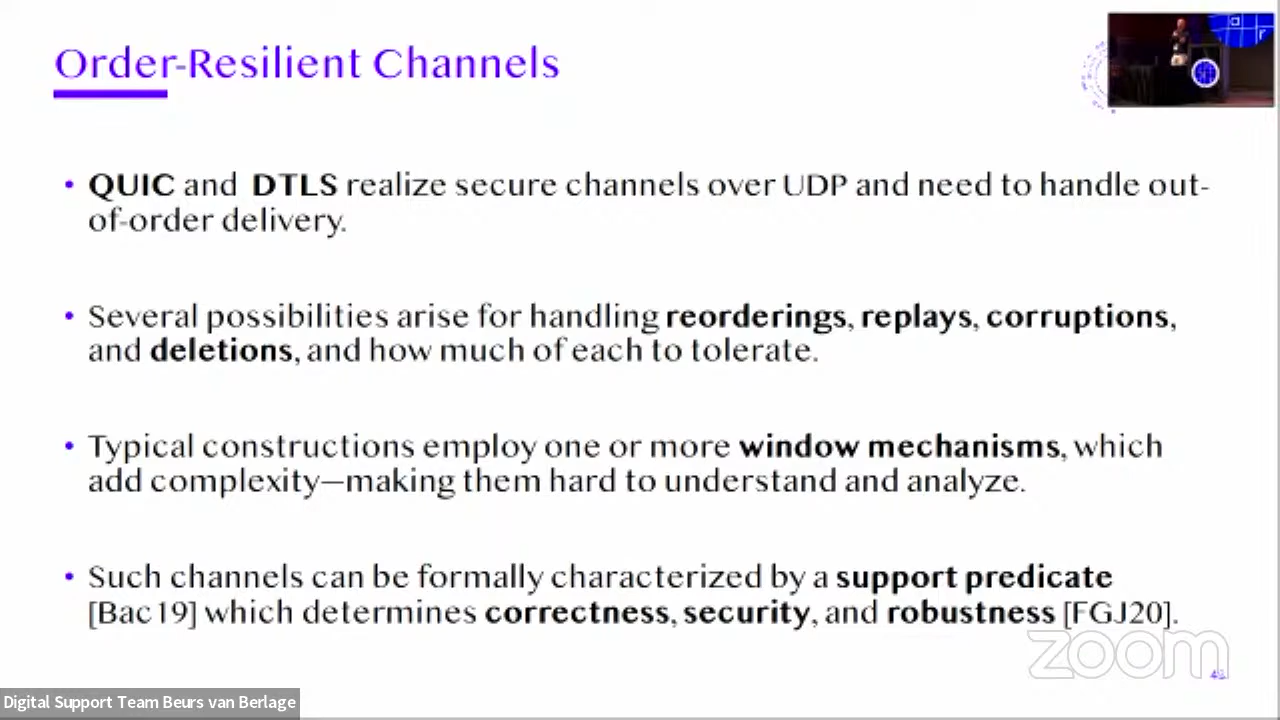 Order-Resilient Channels
• QUIC and DTLS realize secure channels over UDP and need to handle out-
of-order delivery.
• Several possibilities arise for handling reorderings, replays, corruptions,
and deletions, and how much of each to tolerate.
• Typical constructions employ one or more window mechanisms, which
add complexity—making them hard to understand and analyze.
• Such channels can be formally characterized by a support predicate
[Bac19] which determines correctness, security, and robustness [FGJ20].
zoom
Digital Support Team Beurs van Berlage